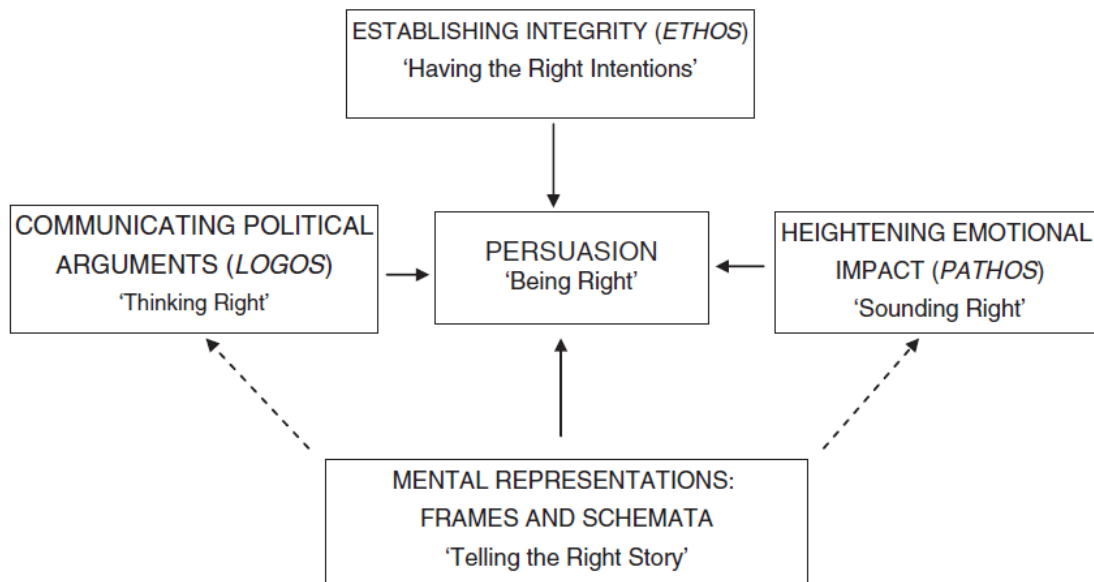 ESTABLISHING INTEGRITY (ETHOS)
‘Having the Right Intentions’
COMMUNICATING POLITICAL
ARGUMENTS (LOGOS)
‘Thinking Right’
PERSUASION
‘Being Right’
HEIGHTENING EMOTIONAL
IMPACT (PATHOS)
‘Sounding Right’
MENTAL REPRESENTATIONS:
FRAMES AND SCHEMATA
‘Telling the Right Story’